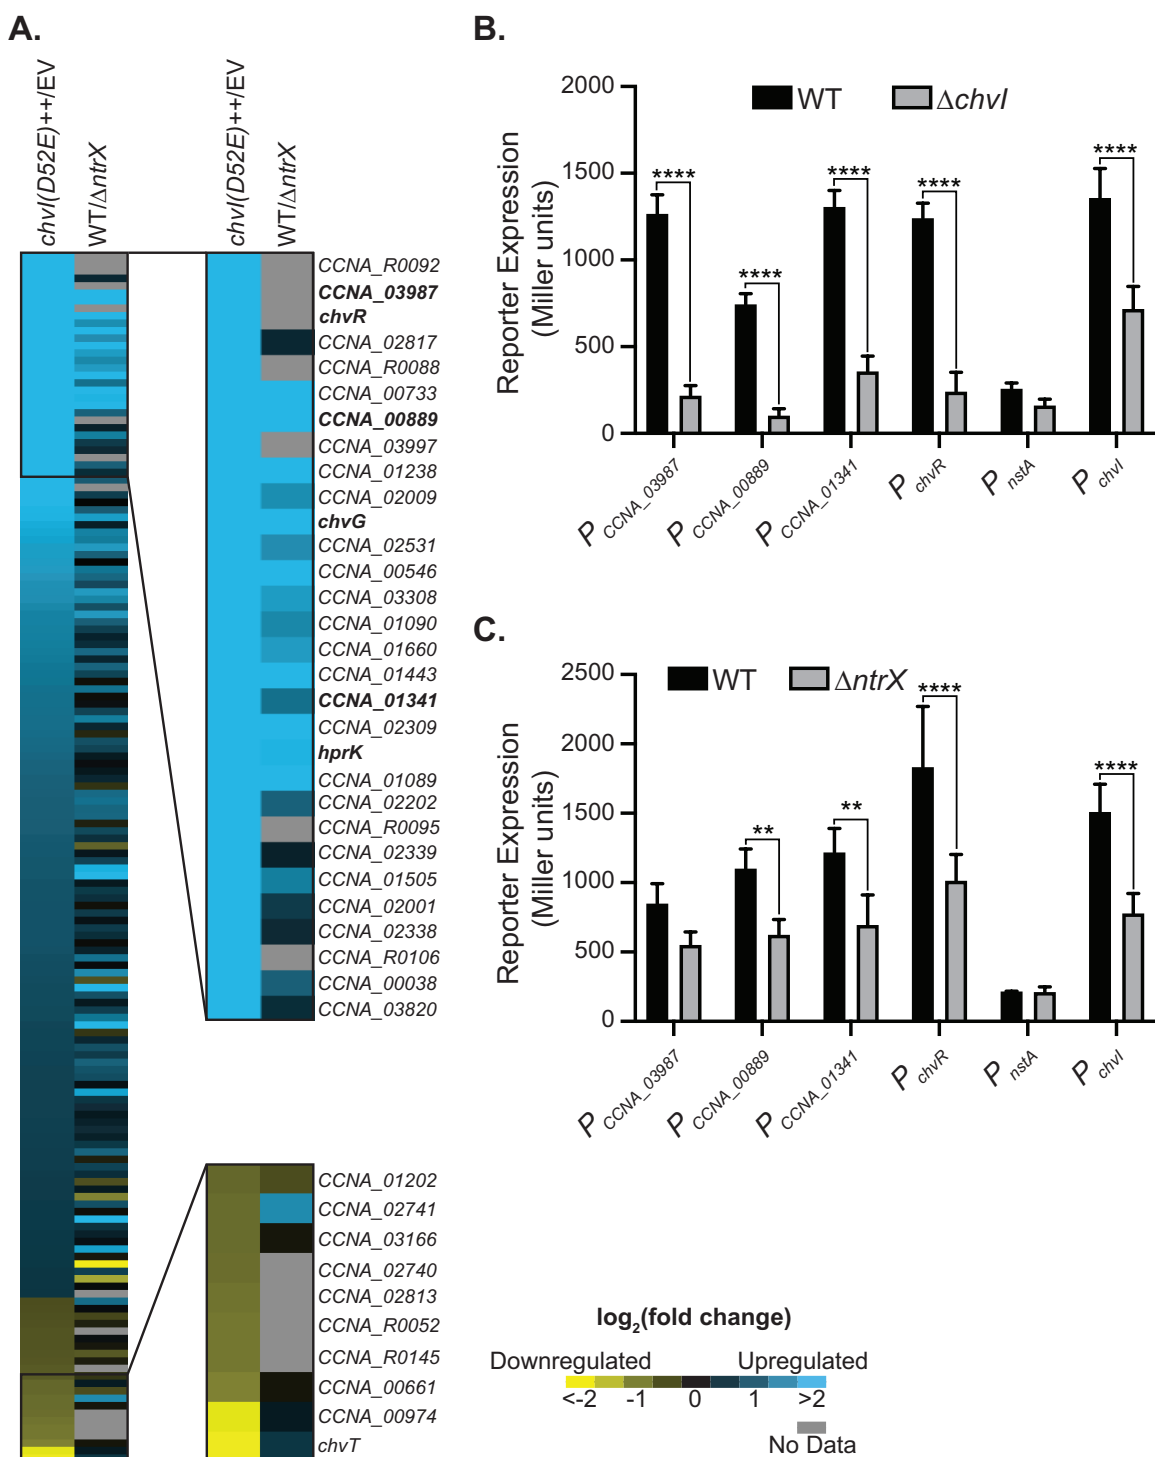 A.
chvI(D52E)++/EV
WT/ΔntrX
chvI(D52E)++/EV
WT/ΔntrX
CCNA_R0092
CCNA_03987
chvR
CCNA_02817
CCNA_R0088
CCNA_00733
CCNA_00889
CCNA_03997
CCNA_01238
CCNA_02009
chvG
CCNA_02531
CCNA_00546
CCNA_03308
CCNA_01090
CCNA_01660
CCNA_01443
CCNA_01341
CCNA_02309
hprK
CCNA_01089
CCNA_02202
CCNA_R0095
CCNA_02339
CCNA_01505
CCNA_02001
CCNA_02338
CCNA_R0106
CCNA_00038
CCNA_03820
CCNA_01202
CCNA_02741
CCNA_03166
CCNA_02740
CCNA_02813
CCNA_R0052
CCNA_R0145
CCNA_00661
CCNA_00974
chvT
B.
Reporter Expression
(Miller units)
2000
1500
1000
500
0
WT
ΔchvI
****
****
****
****
****
P CCNA_03987
P CCNA_00889
P CCNA_01341
P chvR
P nstA
P chvI
C.
Reporter Expression
(Miller units)
2500
2000
1500
1000
500
0
WT
ΔntrX
**
**
****
****
P CCNA_03987
P CCNA_00889
P CCNA_01341
P chvR
P nstA
P chvI
log2(fold change)
Downregulated Upregulated
<-2 -1 0 1 >2
No Data